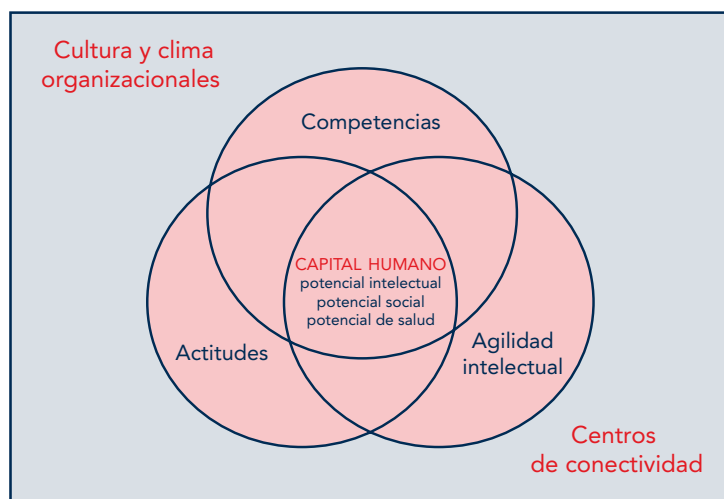 Cultura y clima
organizacionales
Competencias
CAPITAL HUMANO
potencial intelectual
potencial social
potencial de salud
Actitudes
Agilidad
intelectual
Centros
de conectividad